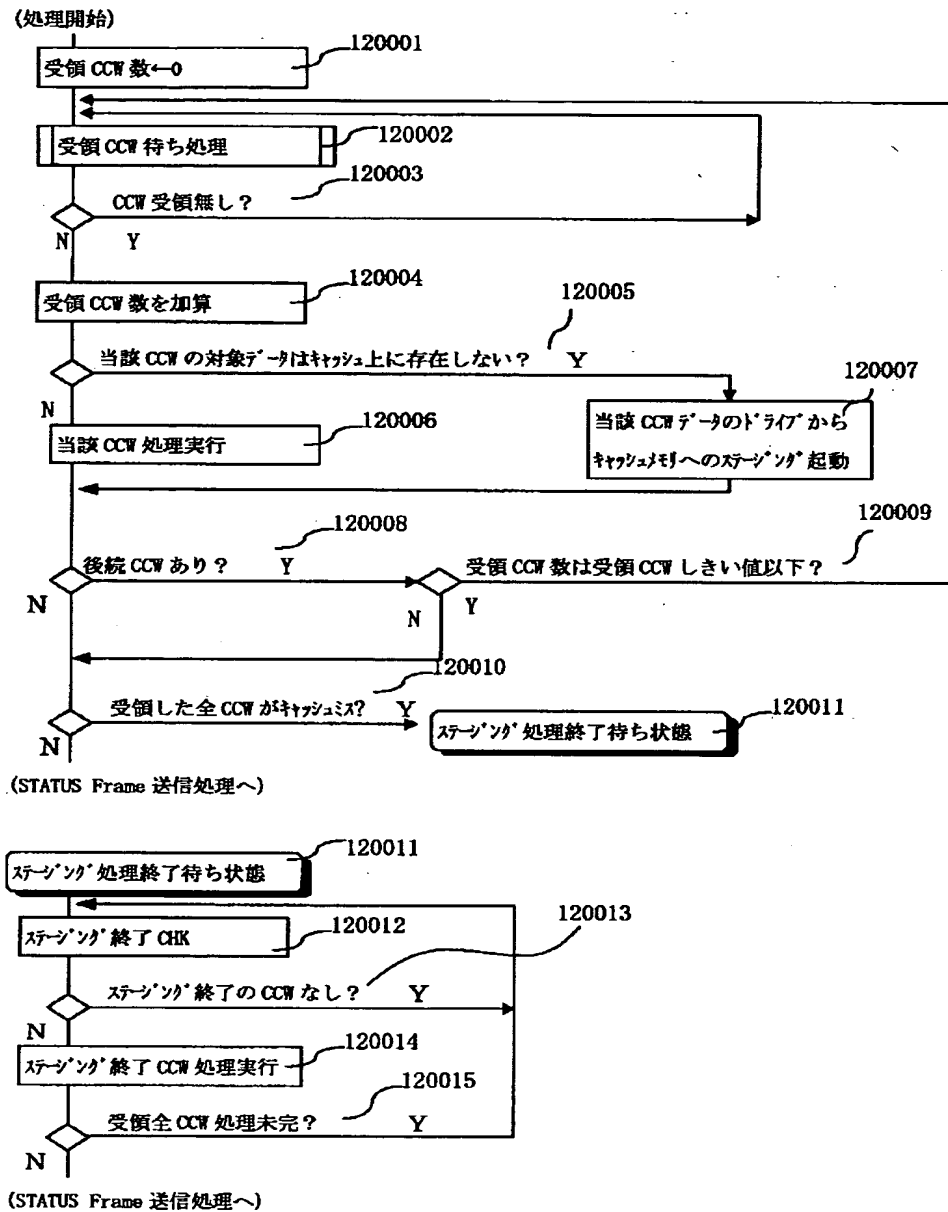 (処理開始)
120001
受領 CCW 数←0
120002
受領 CCW 待ち処理
120003
CCW 受領無し?
N Y
120004
受領 CCW 数を加算
120005
当該 CCW の対象データはキャッシュ上に存在しない? Y
120007
N
当該 CCW データのドライブから
キャッシュメモリへのステージング起動
120006
当該 CCW 処理実行
120008
120009
後続 CCW あり? Y
受領 CCW 数は受領 CCW しきい値以下?
N
N Y
120010
受領した全 CCW がキャッシュミス? Y
120011
ステージング処理終了待ち状態
N
(STATUS Frame 送信処理へ)
120011
ステージング処理終了待ち状態
120012
120013
ステージング終了 CHK
ステージング終了の CCW なし? Y
N
120014
ステージング終了 CCW 処理実行
120015
受領全 CCW 処理未完? Y
N
(STATUS Frame 送信処理へ)